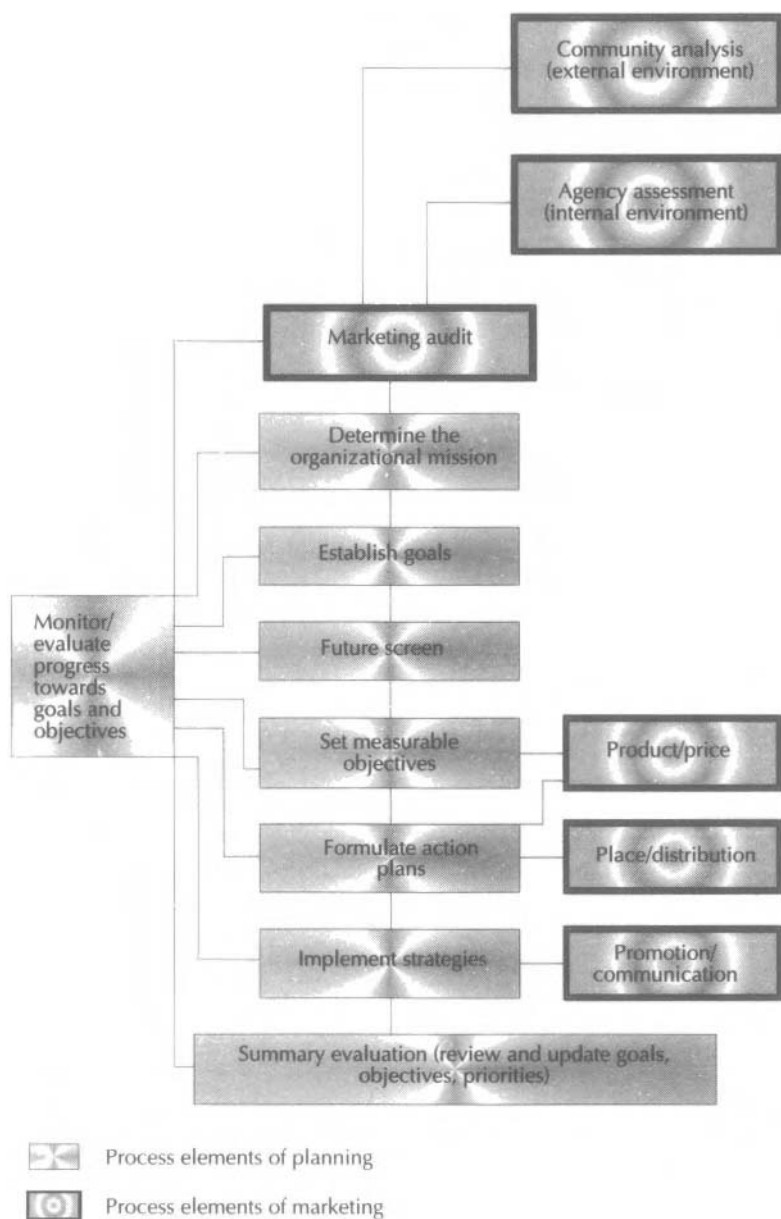 Community analysis
(external environment)
Agency assessment
(internal environment)
Marketing audit
Determine the
organizational mission
Establish goals
Monitor/
evaluate
progress
towards
goals and
objectives
Future screen
Set measurable
objectives
Product/price
Formulate action
plans
Place/distribution
Implement strategies
Promotion/
communication
Summary evaluation (review and update goals,
objectives, priorities)
Process elements of planning
Process elements of marketing